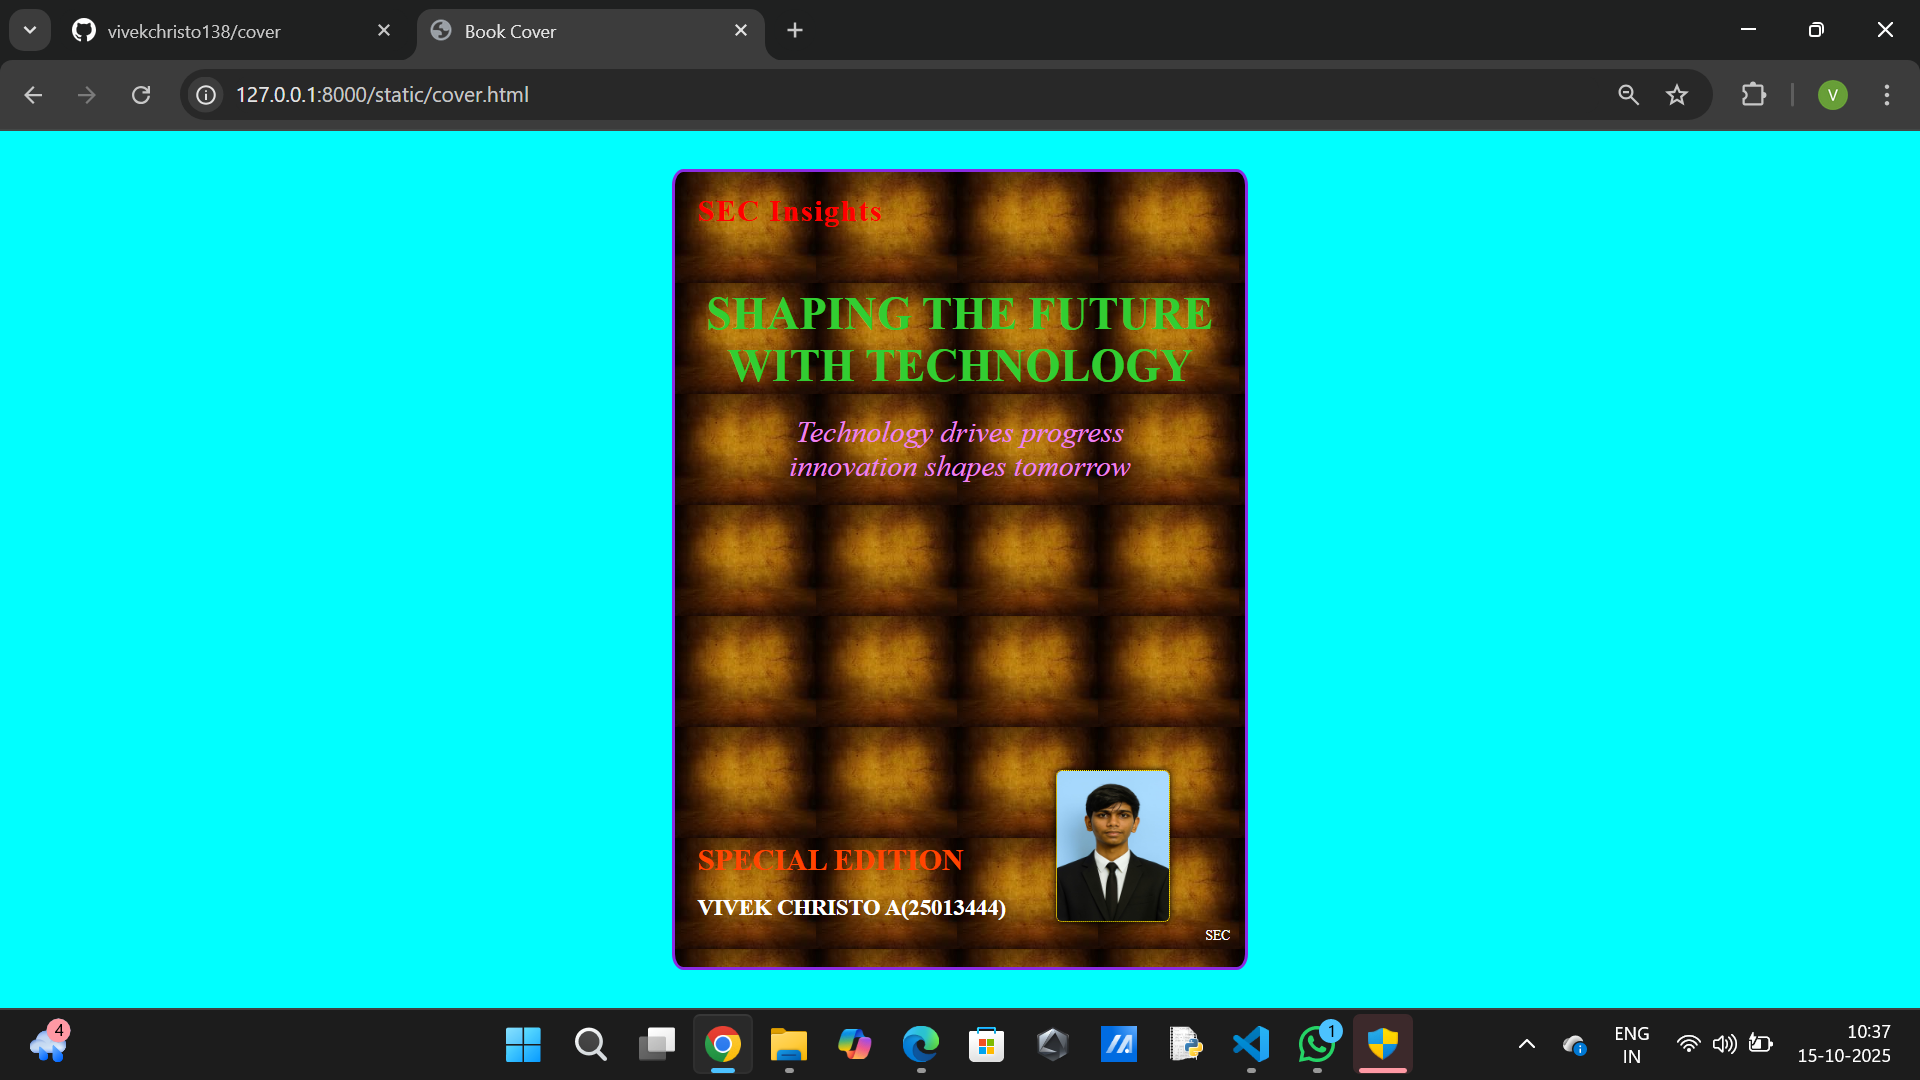 vivekchristo138/cover
Book Cover
127.0.0.1:8000/static/cover.html
V
SEC Insights
SHAPING THE FUTURE
WITH TECHNOLOGY
Technology drives progress
innovation shapes tomorrow
SPECIAL EDITION
VIVEK CHRISTO A(25013444)
SEC
4
1
ENG
IN
10:37
15-10-2025